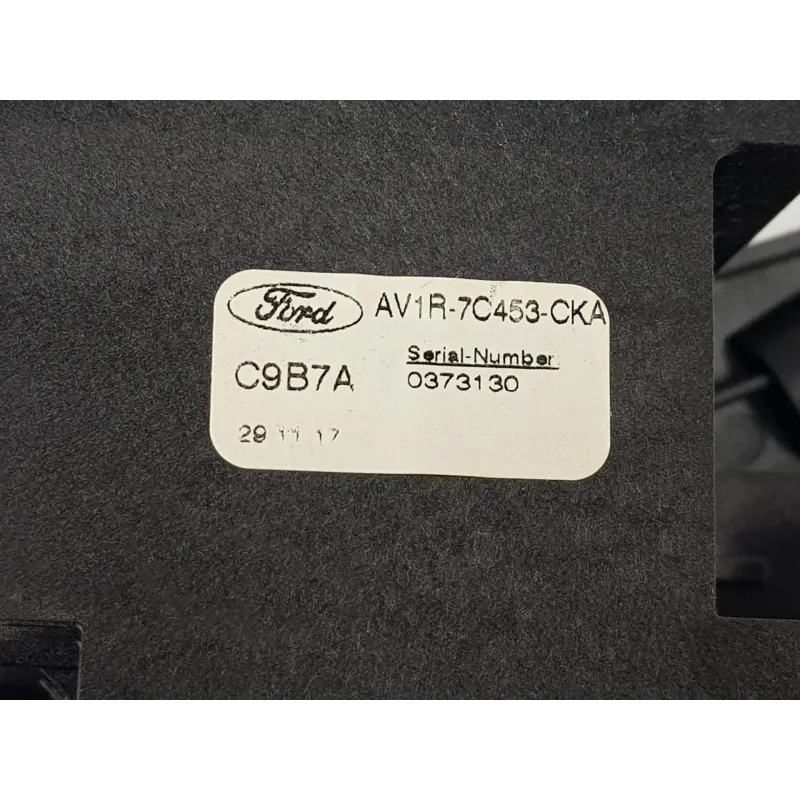 Ford AV1R-7C453-CKA
C9B7A Serial-Number
0373130
29 11 17